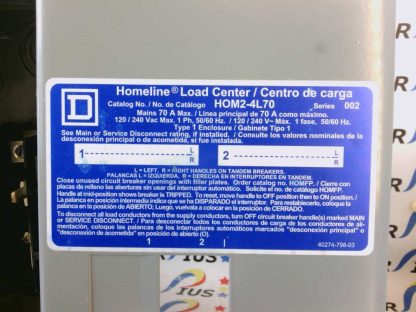 Homeline® Load Center / Centro de carga
Catalog No. / No. de Catálogo HOM2-4L70 Series 002
Mains 70 A Max. / Línea principal de 70 A como máximo.
120 / 240 Vac Max. 1 Ph, 50/60 Hz. / 120 / 240 V~ Máx. 1 fase, 50/60 Hz.
Type 1 Enclosure / Gabinete Tipo 1
See Main or Service Disconnect rating, if installed. / Consulte los valores nominales de la
desconexión principal o de acometida, si fue instalada.
1 L R 2 L R
L = LEFT, R = RIGHT HANDLES ON TANDEM BREAKERS.
PALANCAS L = IZQUIERDA, R = DERECHA EN INTERRUPTORES EN TANDEM.
Close unused circuit breaker openings with filler plates. Order catalog no. HOMFP. / Cierre con
placas de relleno las aberturas sin usar del interruptor automático. Solicite el no. de catálogo HOMFP.
Handle at mid-position shows breaker is TRIPPED. To reset, move handle to OFF position then to ON position. /
La palanca en posición intermedia indica que se HA DISPARADO el interruptor. Para restablecerlo, coloque la
palanca en ABIERTO; Luego, vuélvala a colocar en la posición de CERRADO.
To disconnect all load conductors from the supply conductors, turn OFF circuit breaker handle(s) marked MAIN
or SERVICE DISCONNECT. / Para desconectar todos los conductores de carga de los conductores de
alimentación, coloque las palancas de los interruptores automáticos marcados "desconexión principal" o
"desconexión de acometida" en posición de abierto (O).
1 2
40274-798-03
IUS